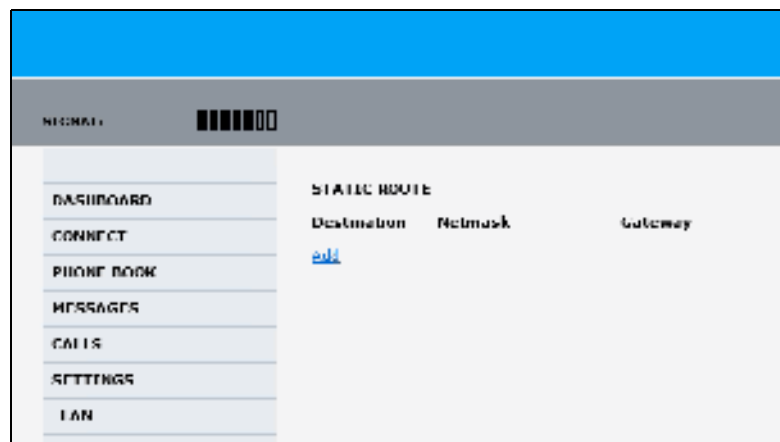 SIGNAL:
DASHBOARD
CONNECT
PHONE BOOK
MESSAGES
CALLS
SETTINGS
LAN
STATIC ROUTE
Destination Netmask Gateway
Add